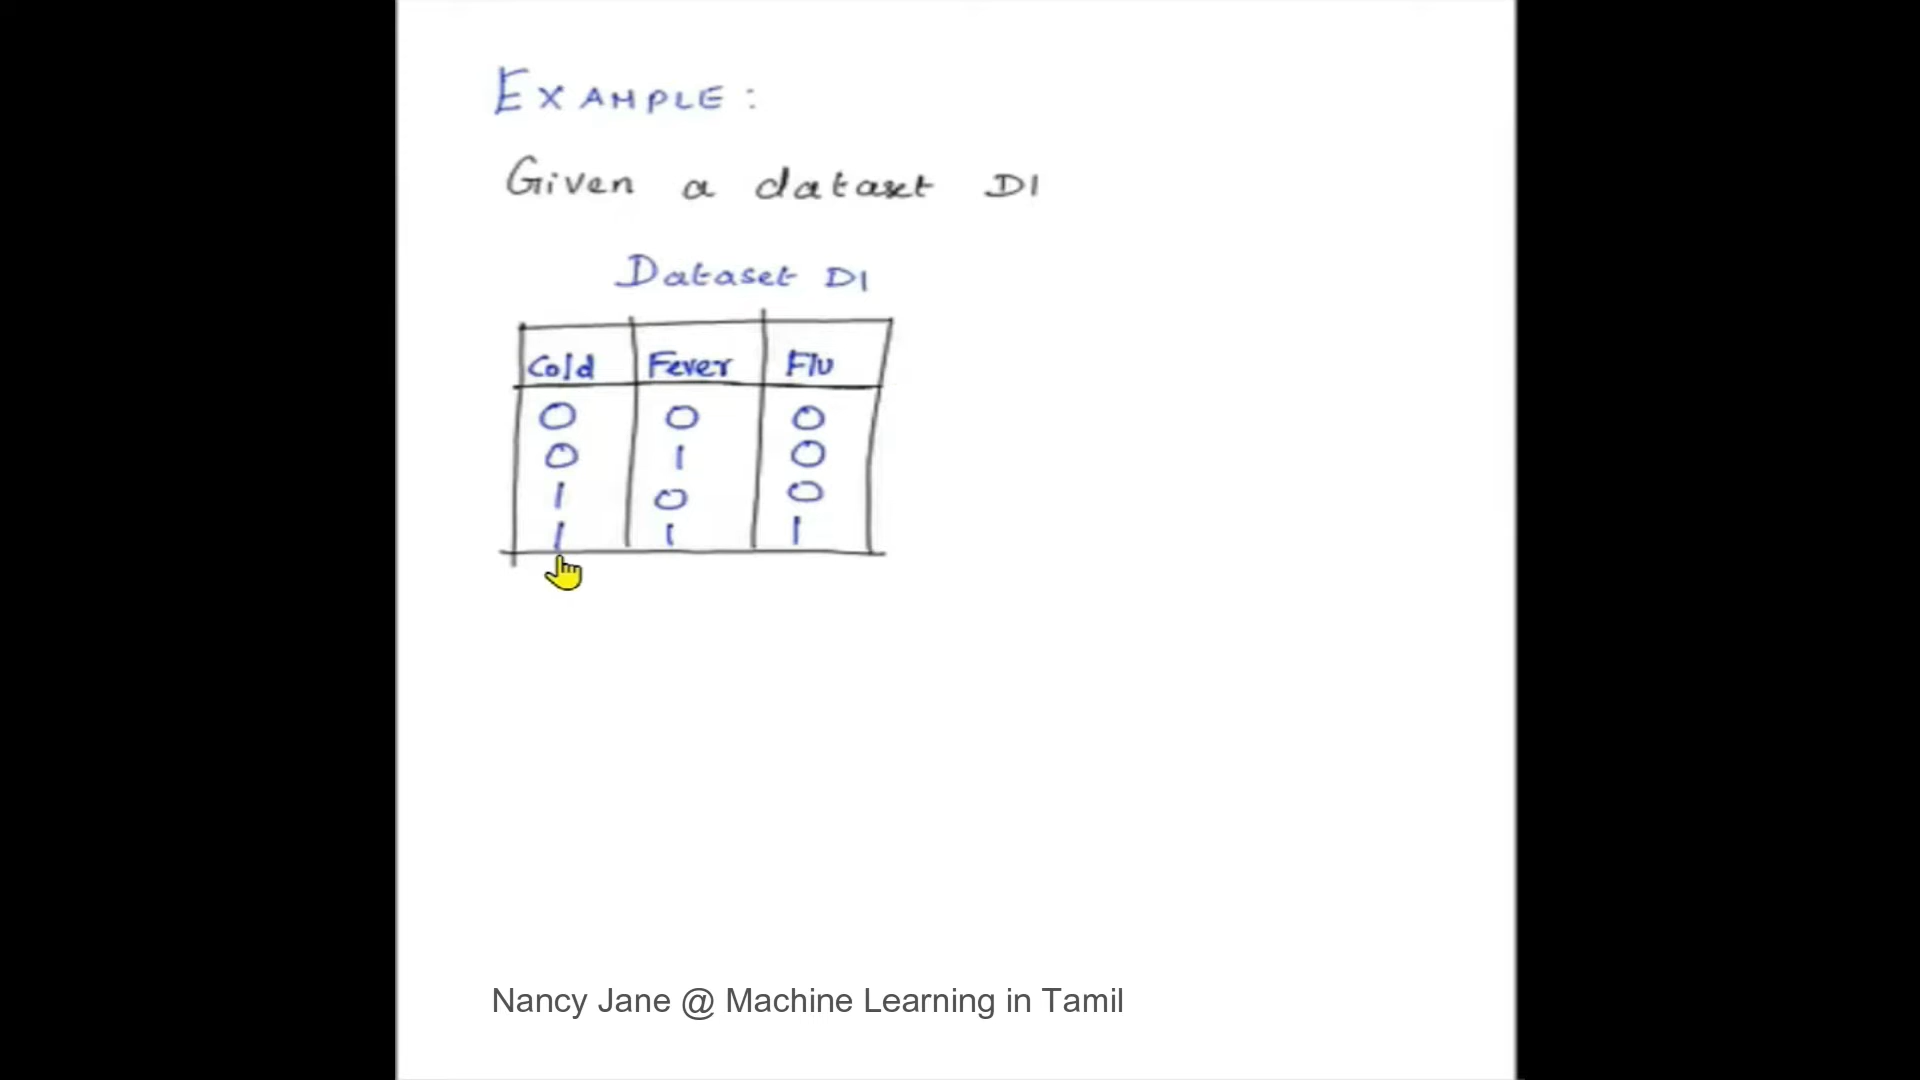 EXAMPLE:
Given a dataset D1
Dataset D1
Cold Fever Flu
0 0 0
0 1 0
1 0 0
1 1 1
Nancy Jane @ Machine Learning in Tamil